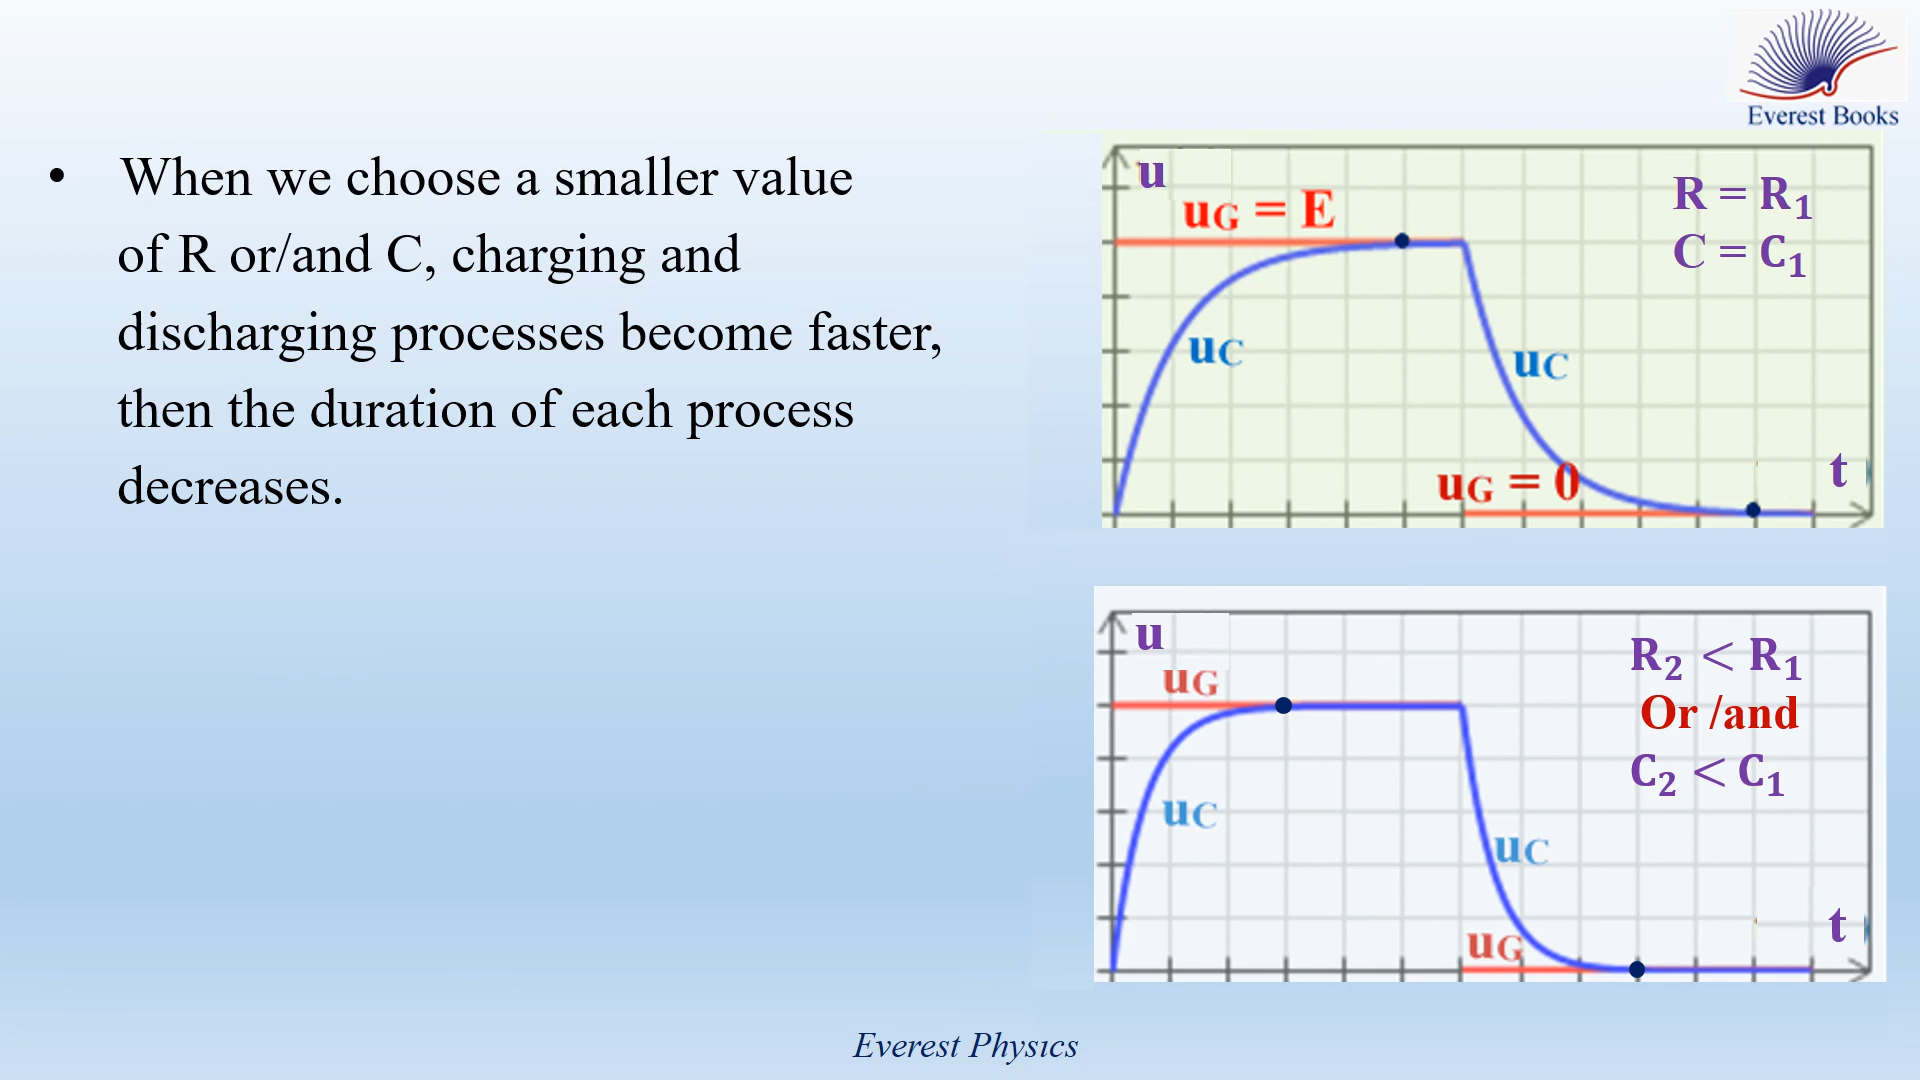 Everest Books
• When we choose a smaller value
of R or/and C, charging and
discharging processes become faster,
then the duration of each process
decreases.
u
uG = E
R = R₁
C = C₁
uC
uC
t
uG = 0
u
uG
R₂ < R₁
Or /and
C₂ < C₁
uC
uC
t
uG
Everest Physics